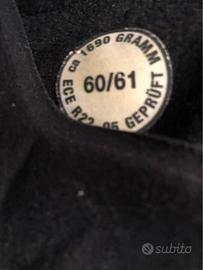 ca 1690 GRAMM
60/61
ECE R22 05 GEPRÜFT
subito